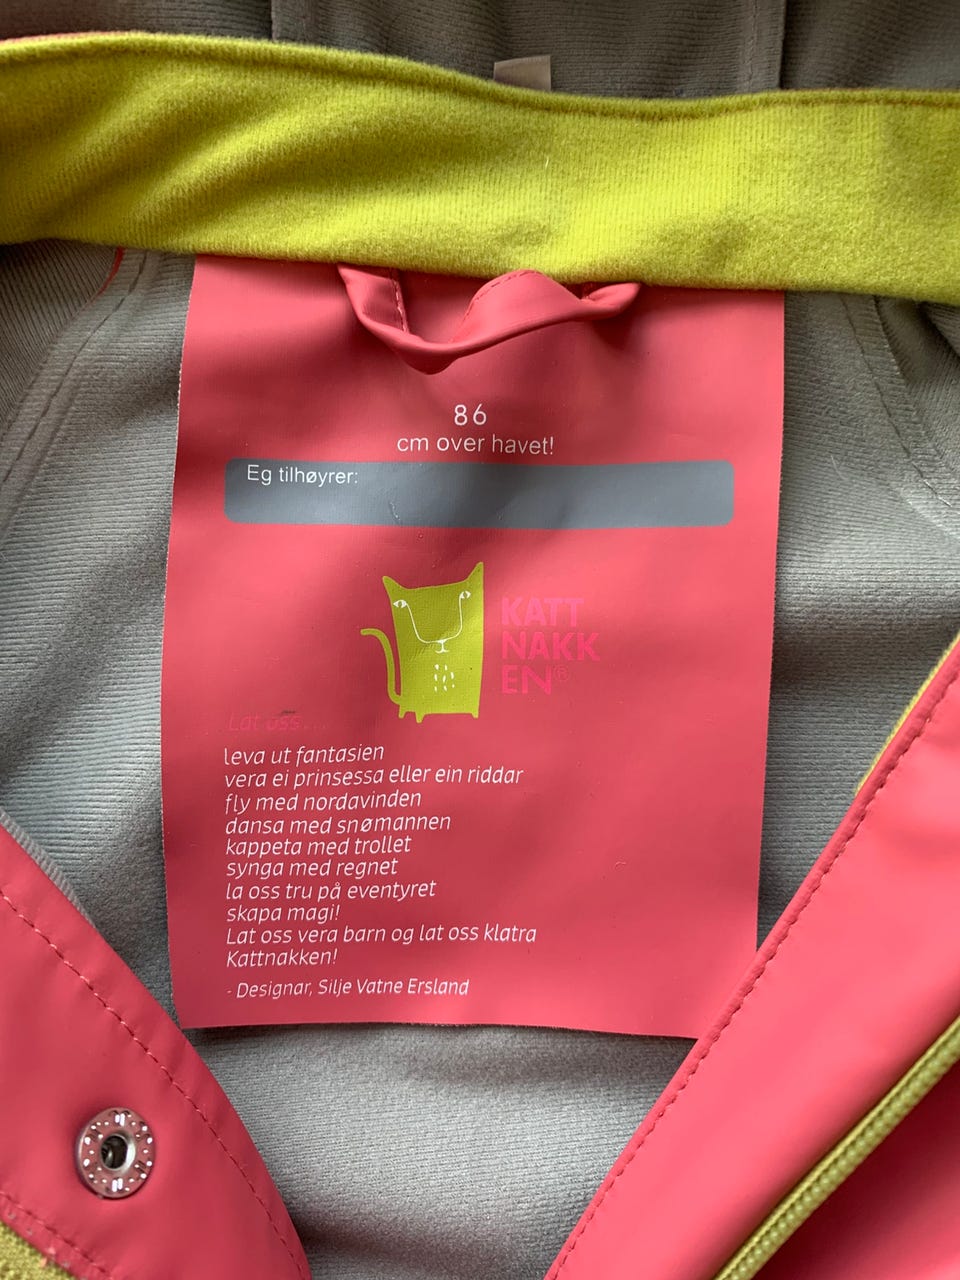 86
cm over havet!
Eg tilhøyrer:
KATT
NAKK
EN®
Lat oss....
leva ut fantasien
vera ei prinsessa eller ein riddar
fly med nordavinden
dansa med snømannen
kappeta med trollet
synga med regnet
la oss tru på eventyret
skapa magi!
Lat oss vera barn og lat oss klatra
Kattnakken!
- Designar, Silje Vatne Ersland